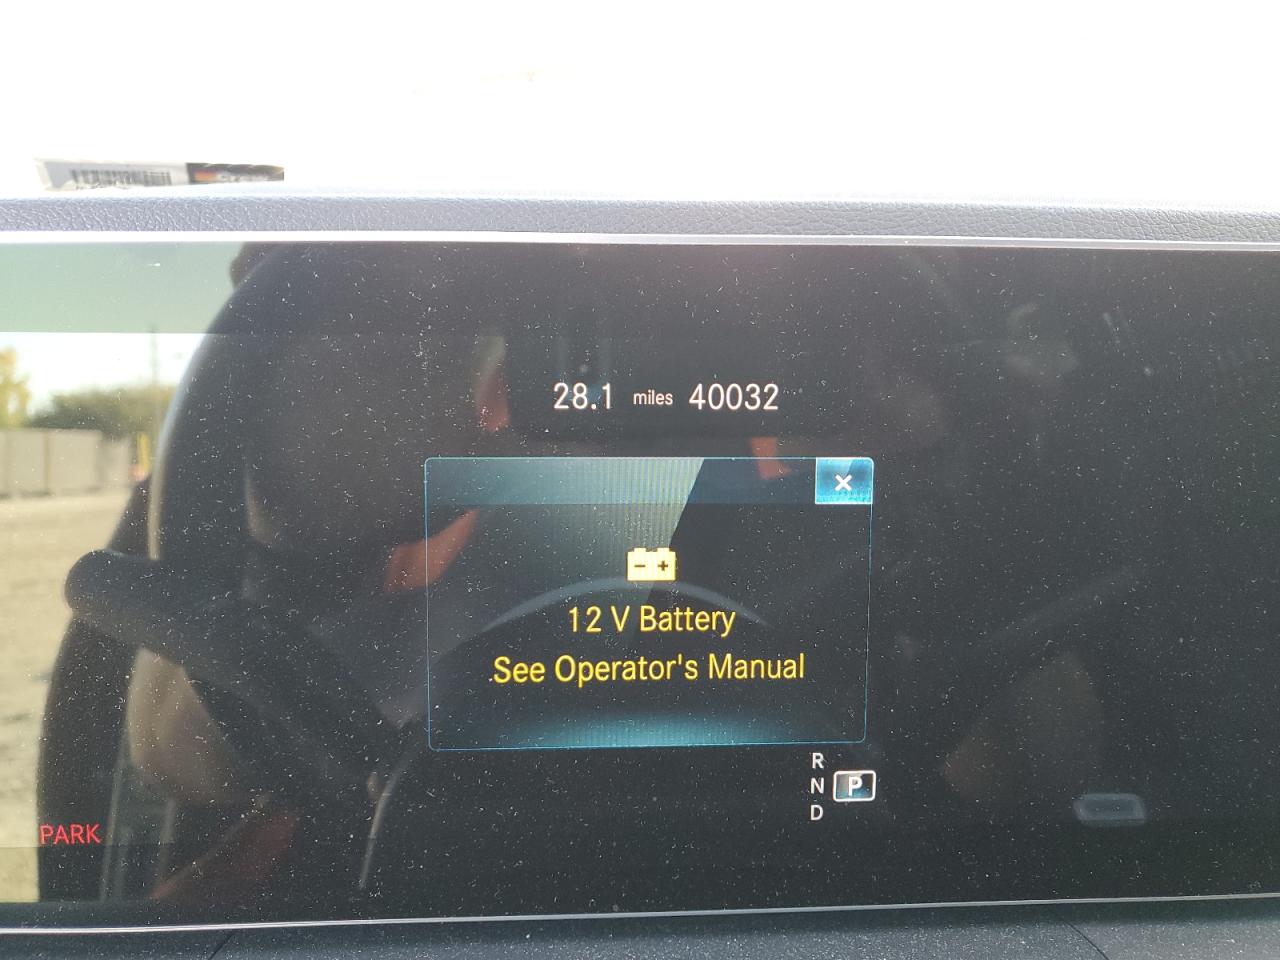 28.1 miles 40032
×
- +
12 V Battery
See Operator's Manual
R
N P
D
PARK